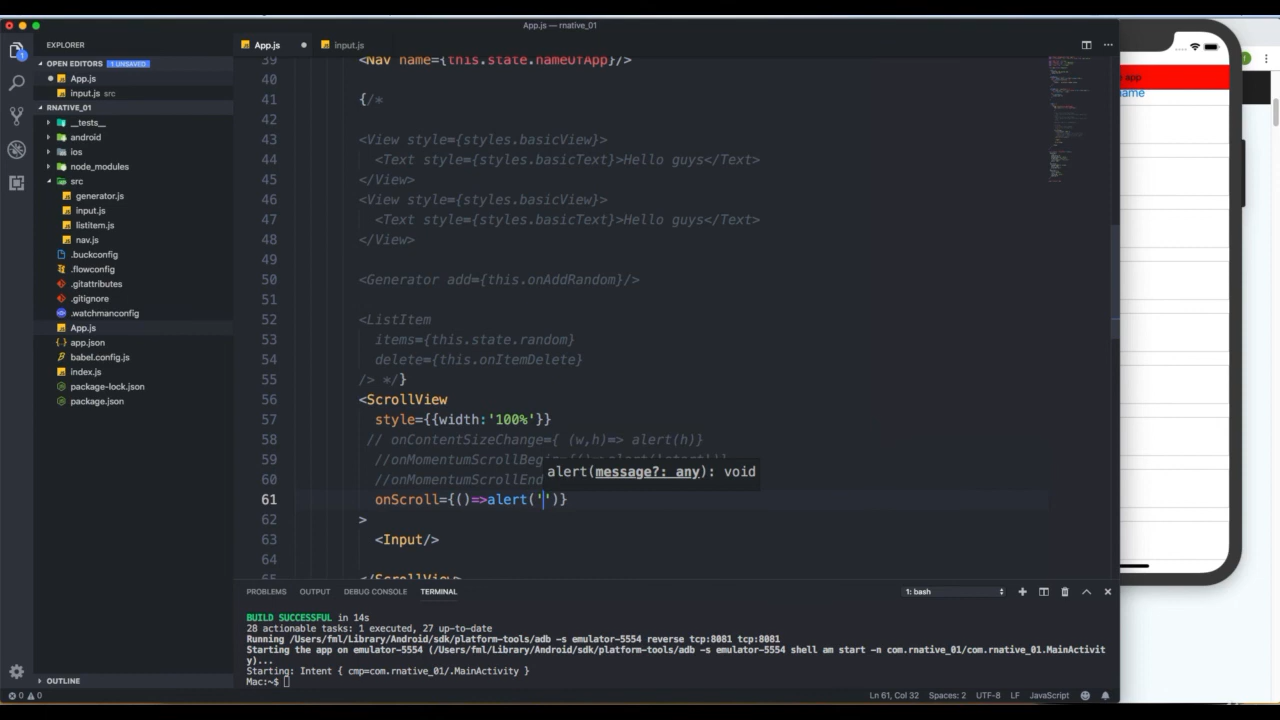 App.js — rnative_01
EXPLORER
OPEN EDITORS 1 UNSAVED
App.js
input.js src
RNATIVE_01
__tests__
android
ios
node_modules
src
generator.js
input.js
listitem.js
nav.js
.buckconfig
.flowconfig
.gitattributes
.gitignore
.watchmanconfig
App.js
app.json
babel.config.js
index.js
package-lock.json
package.json
OUTLINE
App.js
input.js
39 <Nav name={this.state.nameOfApp}/>
40
41 {/*
42
43 <View style={styles.basicView}>
44 <Text style={styles.basicText}>Hello guys</Text>
45 </View>
46 <View style={styles.basicView}>
47 <Text style={styles.basicText}>Hello guys</Text>
48 </View>
49
50 <Generator add={this.onAddRandom}/>
51
52 <ListItem
53 items={this.state.random}
54 delete={this.onItemDelete}
55 /> */}
56 <ScrollView
57 style={{width:'100%'}}
58 // onContentSizeChange={ (w,h)=> alert(h)}
59 //onMomentumScrollBegin
alert(message?: any): void
60 //onMomentumScrollEnd
61 onScroll={()=>alert('')}
62 >
63 <Input/>
64
65 </ScrollView>
PROBLEMS OUTPUT DEBUG CONSOLE TERMINAL
1: bash
BUILD SUCCESSFUL in 14s
28 actionable tasks: 1 executed, 27 up-to-date
Running /Users/fml/Library/Android/sdk/platform-tools/adb -s emulator-5554 reverse tcp:8081 tcp:8081
Starting the app on emulator-5554 (/Users/fml/Library/Android/sdk/platform-tools/adb -s emulator-5554 shell am start -n com.rnative_01/com.rnative_01.MainActivit
y)...
Starting: Intent { cmp=com.rnative_01/.MainActivity }
Mac:~$
0 0
Ln 61, Col 32 Spaces: 2 UTF-8 LF JavaScript
app
name